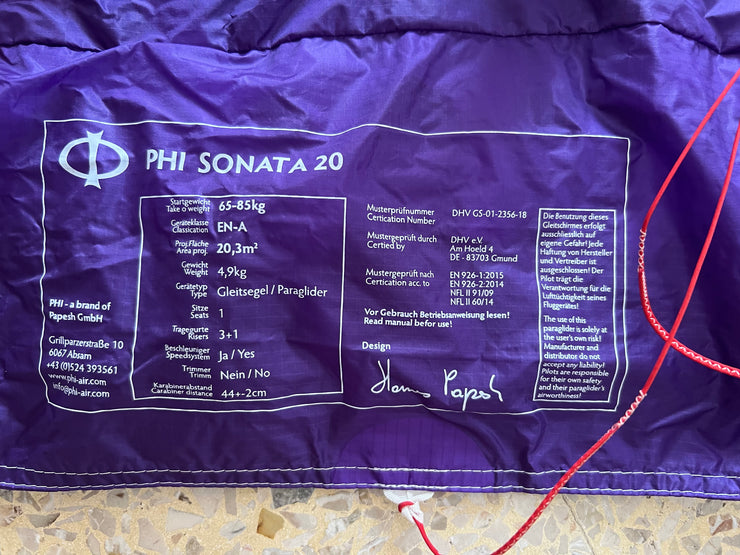 PHI SONATA 20
Startgewicht
Take o weight
65-85kg
Geräteklasse
Classication
EN-A
Proj.Fläche
Area proj.
20,3m²
Gewicht
Weight
4,9kg
Gerätetyp
Type
Gleitsegel / Paraglider
Sitze
Seats
1
Tragegurte
Risers
3+1
Beschleuniger
Speedsystem
Ja / Yes
Trimmer
Trimm
Nein / No
Karabinerabstand
Carabiner distance
44+-2cm
PHI - a brand of
Papesh GmbH
Grillparzerstraße 10
6067 Absam
+43 (0)524 393561
www.phi-air.com
info@phi-air.com
Musterprüfnummer
Certication Number
DHV GS-01-2356-18
Mustergeprüft durch
Certied by
DHV e.V.
Am Hoeld 4
DE - 83703 Gmund
Mustergeprüft nach
Certication acc. to
EN 926-1:2015
EN 926-2:2014
NFL II 91/09
NFL II 60/14
Vor Gebrauch Betriebsanweisung lesen!
Read manual befor use!
Design
Hannes Papesh
Die Benutzung dieses
Gleitschirmes erfolgt
ausschließlich auf
eigene Gefahr! Jede
Haftung von Hersteller
und Vertreiber ist
ausgeschlossen! Der
Pilot trägt die
Verantwortung für die
Lufttüchtigkeit seines
Fluggerätes!
The use of this
paraglider is solely at
the user's own risk!
Manufacturer and
distributor do not
accept any liability!
Pilots are responsible
for their own safety
and their paraglider's
airworthiness!